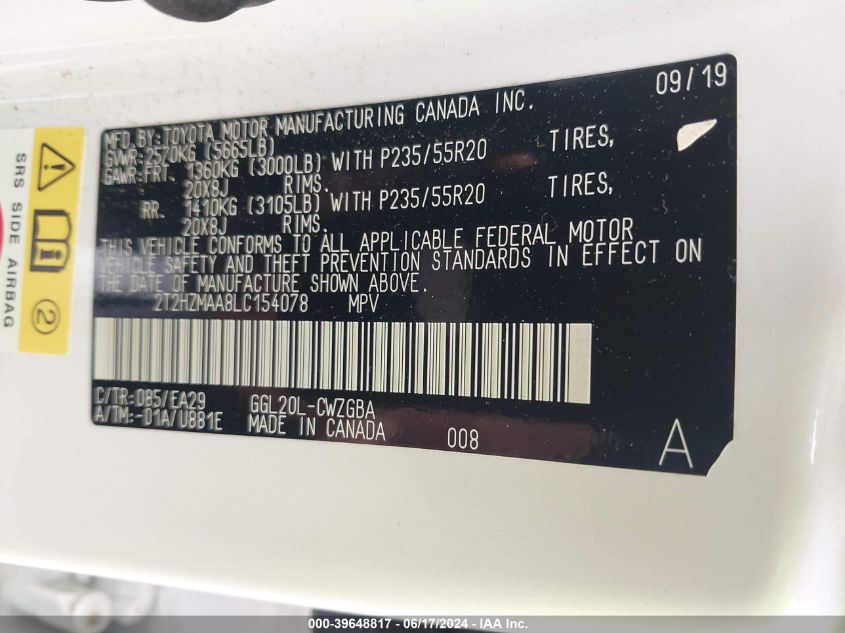 09/19
MFD.BY:TOYOTA MOTOR MANUFACTURING CANADA INC.
GVWR:2570KG (5665LB)
GAWR:FRT. 1360KG (3000LB) WITH P235/55R20 TIRES,
20X8J RIMS.
RR. 1410KG (3105LB) WITH P235/55R20 TIRES,
20X8J RIMS.
THIS VEHICLE CONFORMS TO ALL APPLICABLE FEDERAL MOTOR
VEHICLE SAFETY AND THEFT PREVENTION STANDARDS IN EFFECT ON
THE DATE OF MANUFACTURE SHOWN ABOVE.
2T2HZMAA8LC154078 MPV
C/TR:085/EA29 GGL20L-CWZGBA
A/TM:-01A/U881E MADE IN CANADA 008
A
SRS SIDE AIRBAG
2
000-39648817 - 06/17/2024 - IAA Inc.